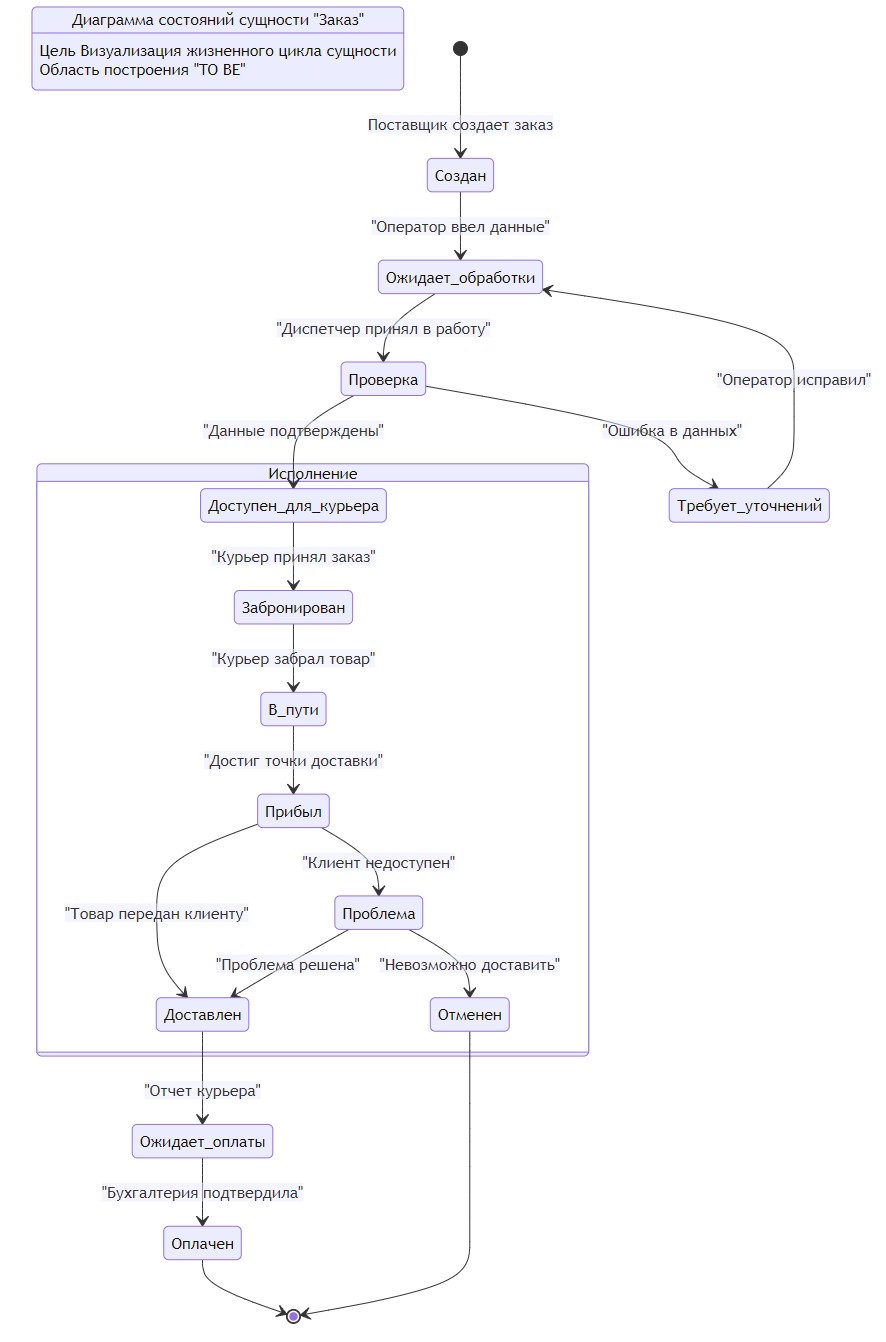 Диаграмма состояний сущности "Заказ"
Цель Визуализация жизненного цикла сущности
Область построения "TO BE"
Поставщик создает заказ
Создан
"Оператор ввел данные"
Ожидает_обработки
"Диспетчер принял в работу"
Проверка
"Оператор исправил"
"Данные подтверждены"
"Ошибка в данных"
Исполнение
Доступен_для_курьера
Требует_уточнений
"Курьер принял заказ"
Забронирован
"Курьер забрал товар"
В_пути
"Достиг точки доставки"
Прибыл
"Клиент недоступен"
"Товар передан клиенту"
Проблема
"Проблема решена"
"Невозможно доставить"
Доставлен
Отменен
"Отчет курьера"
Ожидает_оплаты
"Бухгалтерия подтвердила"
Оплачен